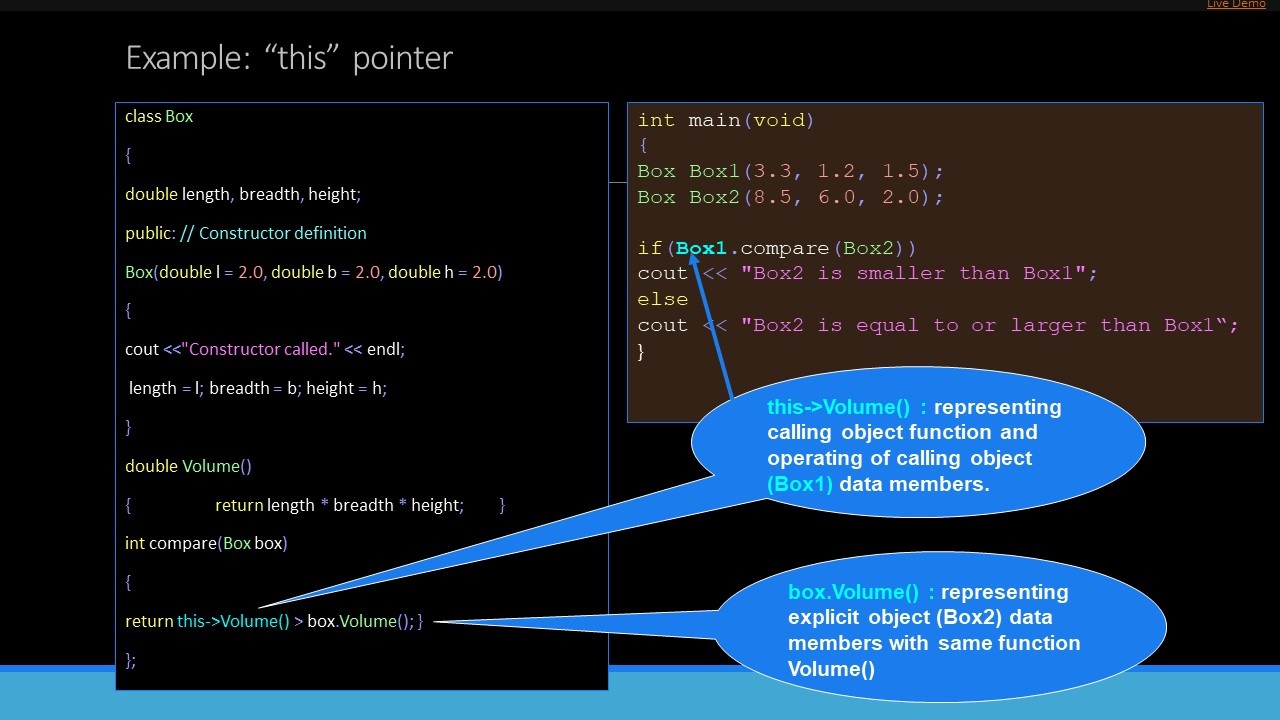 Live Demo
Example: “this” pointer
class Box
{
double length, breadth, height;
public: // Constructor definition
Box(double l = 2.0, double b = 2.0, double h = 2.0)
{
cout <<"Constructor called." << endl;
length = l; breadth = b; height = h;
}
double Volume()
{ return length * breadth * height; }
int compare(Box box)
{
return this->Volume() > box.Volume(); }
};
int main(void)
{
Box Box1(3.3, 1.2, 1.5);
Box Box2(8.5, 6.0, 2.0);
if(Box1.compare(Box2))
cout << "Box2 is smaller than Box1";
else
cout << "Box2 is equal to or larger than Box1‟;
}
this->Volume() : representing
calling object function and
operating of calling object
(Box1) data members.
box.Volume() : representing
explicit object (Box2) data
members with same function
Volume()